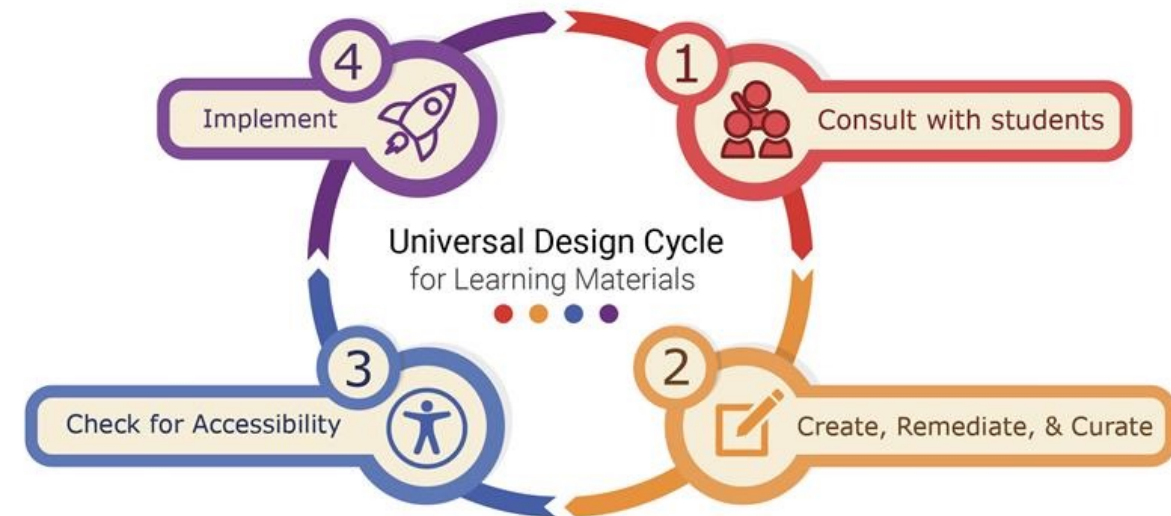 Universal Design Cycle
for Learning Materials
1
Consult with students
2
Create, Remediate, & Curate
3
Check for Accessibility
4
Implement